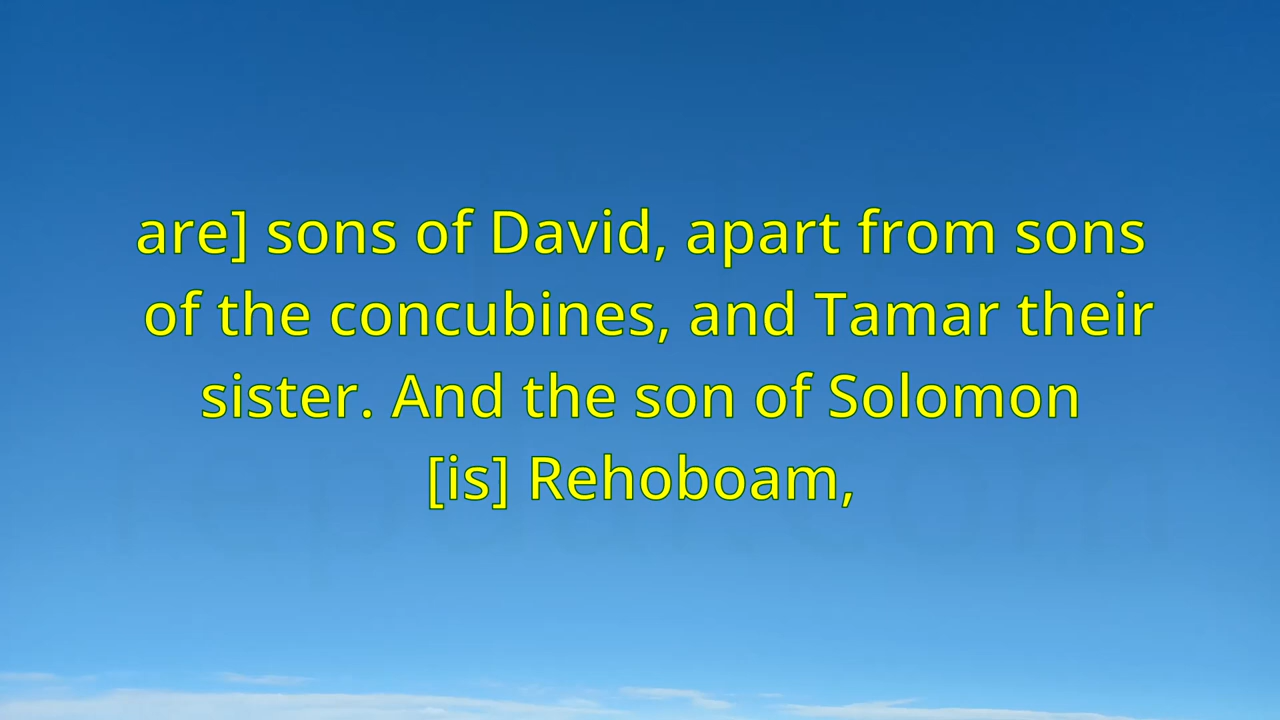 are] sons of David, apart from sons
of the concubines, and Tamar their
sister. And the son of Solomon
[is] Rehoboam,